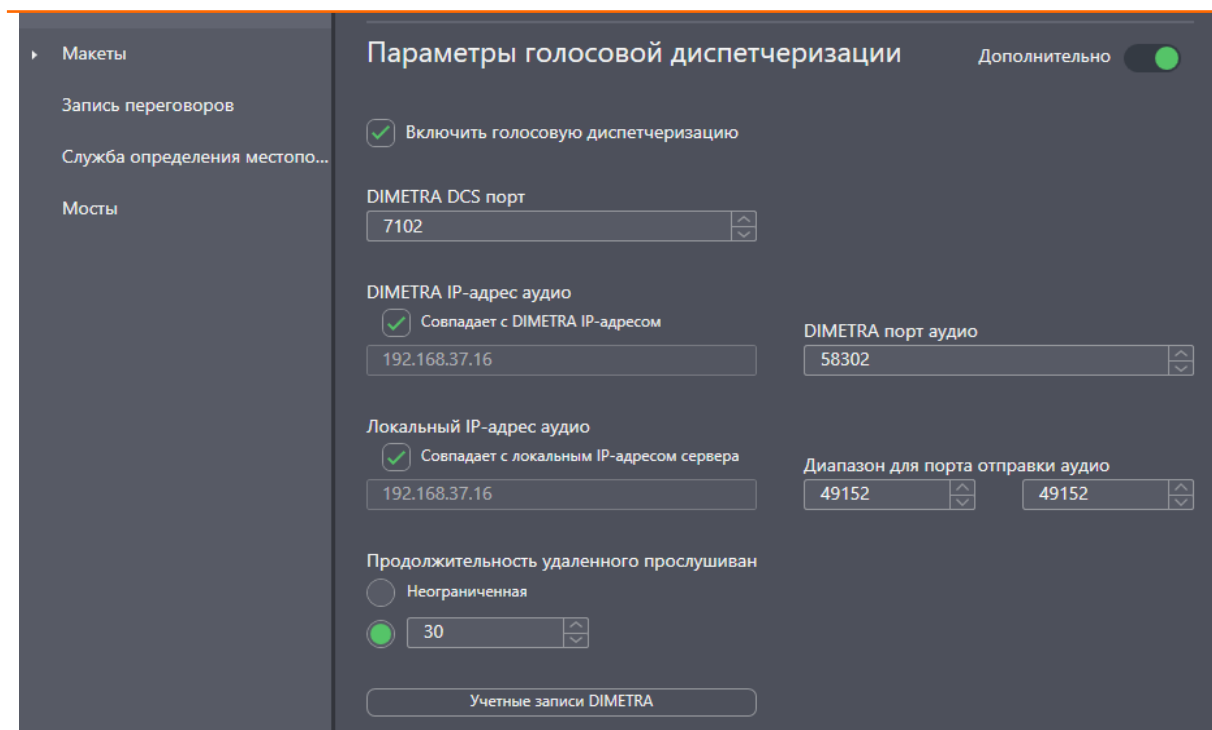 Макеты
Запись переговоров
Служба определения местопо...
Мосты
Параметры голосовой диспетчеризации
Дополнительно
Включить голосовую диспетчеризацию
DIMETRA DCS порт
7102
DIMETRA IP-адрес аудио
Совпадает с DIMETRA IP-адресом
DIMETRA порт аудио
192.168.37.16
58302
Локальный IP-адрес аудио
Совпадает с локальным IP-адресом сервера
Диапазон для порта отправки аудио
192.168.37.16
49152
49152
Продолжительность удаленного прослушиван
Неограниченная
30
Учетные записи DIMETRA